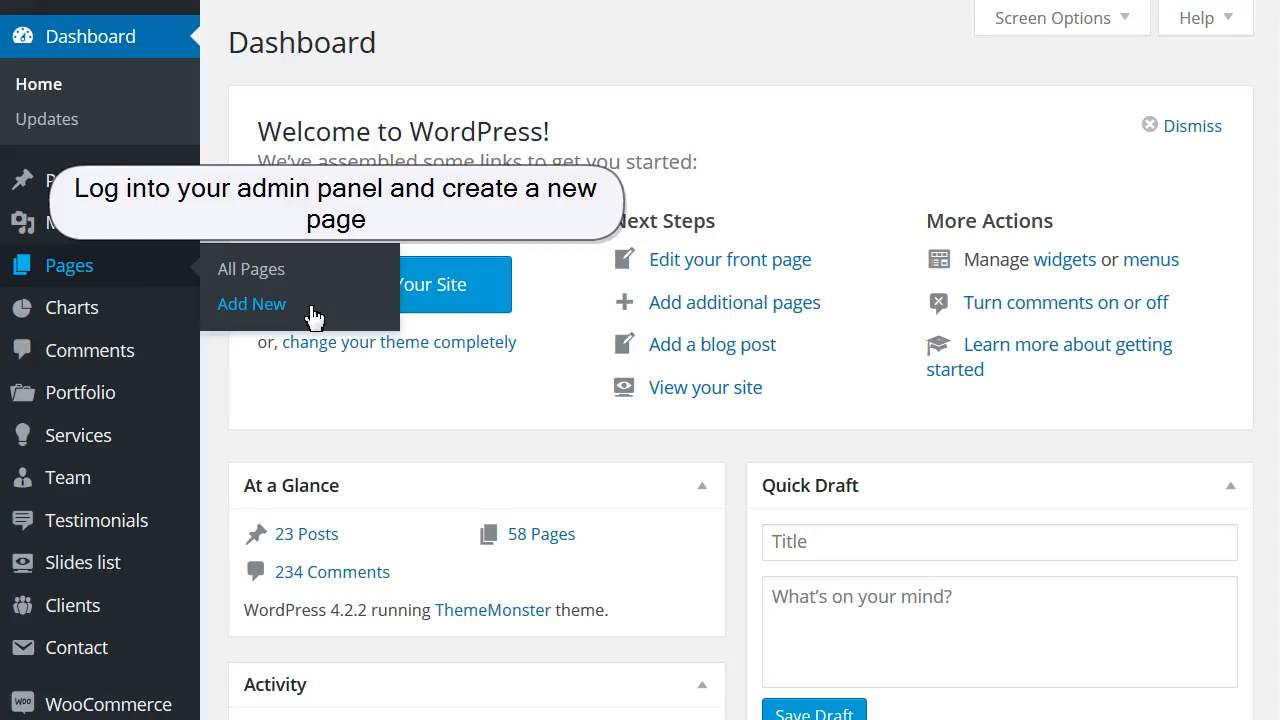 Dashboard
Home
Updates
Pages
Charts
Comments
Portfolio
Services
Team
Testimonials
Slides list
Clients
Contact
WooCommerce
Screen Options
Help
Dashboard
Welcome to WordPress!
We've assembled some links to get you started:
Dismiss
Log into your admin panel and create a new
page
All Pages
Add New
Your Site
or, change your theme completely
Next Steps
Edit your front page
Add additional pages
Add a blog post
View your site
More Actions
Manage widgets or menus
Turn comments on or off
Learn more about getting
started
At a Glance
23 Posts
58 Pages
234 Comments
WordPress 4.2.2 running ThemeMonster theme.
Activity
Quick Draft
Title
What's on your mind?
Save Draft